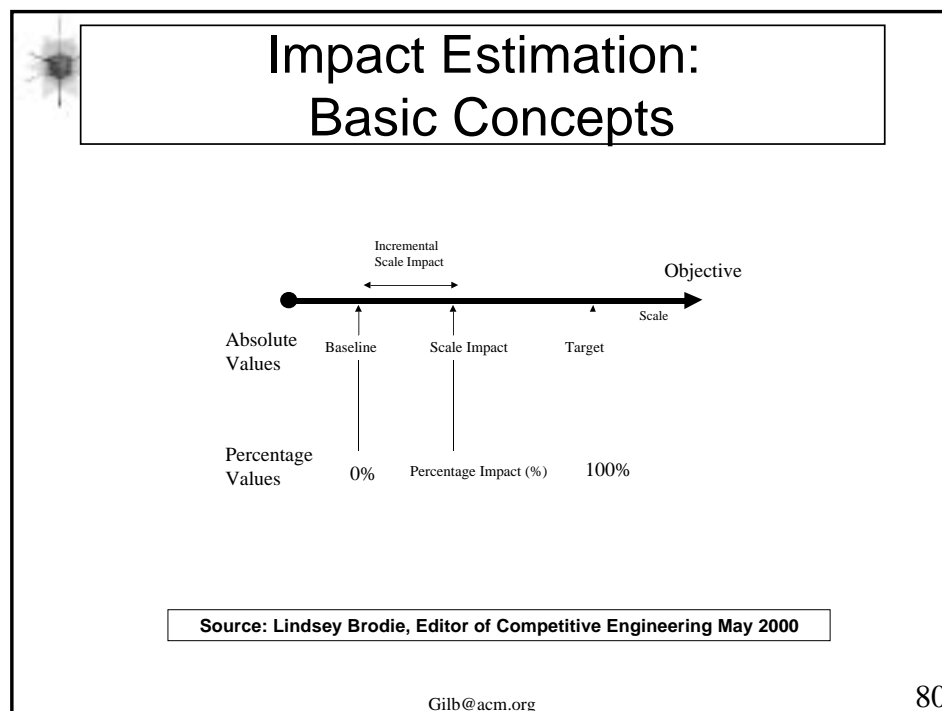 Impact Estimation:
Basic Concepts
Incremental
Scale Impact
Objective
Scale
Absolute
Values
Baseline
Scale Impact
Target
Percentage
Values
0%
Percentage Impact (%)
100%
Source: Lindsey Brodie, Editor of Competitive Engineering May 2000
Gilb@acm.org
80